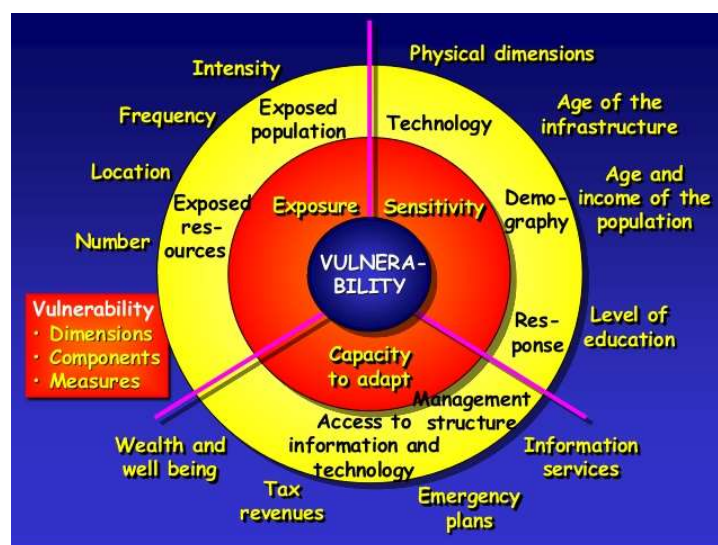 Physical dimensions
Intensity
Exposed
population
Technology
Age of the
infrastructure
Frequency
Location
Age and
income of the
population
Exposed
res-
ources
Exposure
Sensitivity
Demo-
graphy
Number
VULNERA-
BILITY
Vulnerability
• Dimensions
• Components
• Measures
Res-
ponse
Level of
education
Capacity
to adapt
Management
structure
Access to
information and
technology
Wealth and
well being
Information
services
Tax
revenues
Emergency
plans